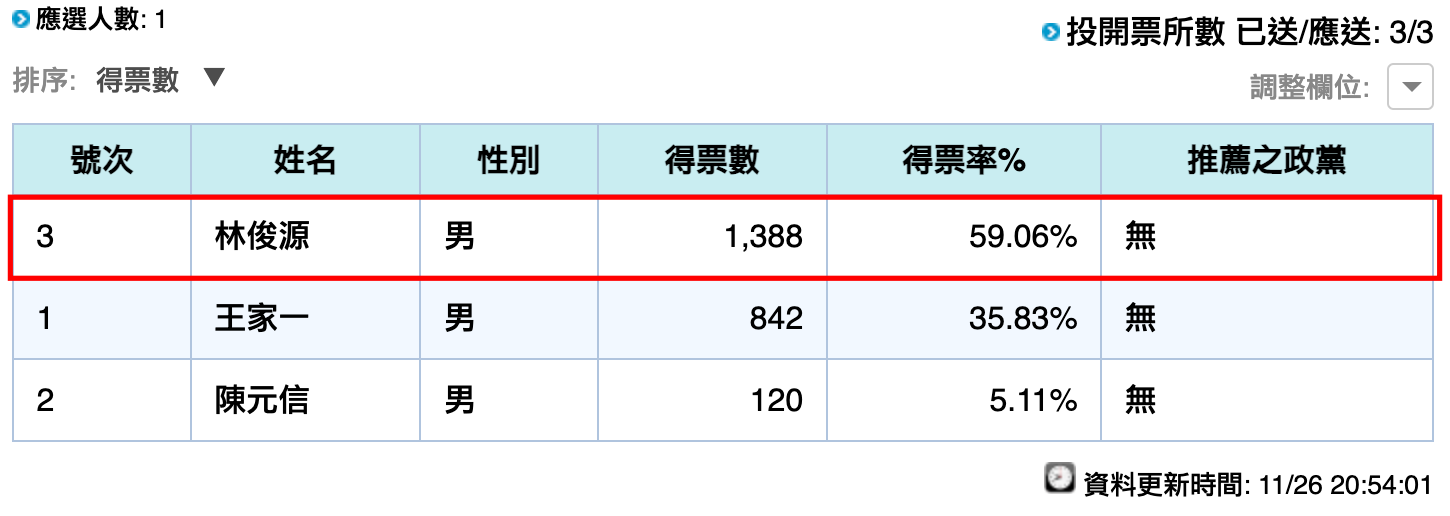 應選人數: 1
投開票所數 已送/應送: 3/3
排序: 得票數 ▼
調整欄位:
號次 姓名 性別 得票數 得票率% 推薦之政黨
3 林俊源 男 1,388 59.06% 無
1 王家一 男 842 35.83% 無
2 陳元信 男 120 5.11% 無
資料更新時間: 11/26 20:54:01